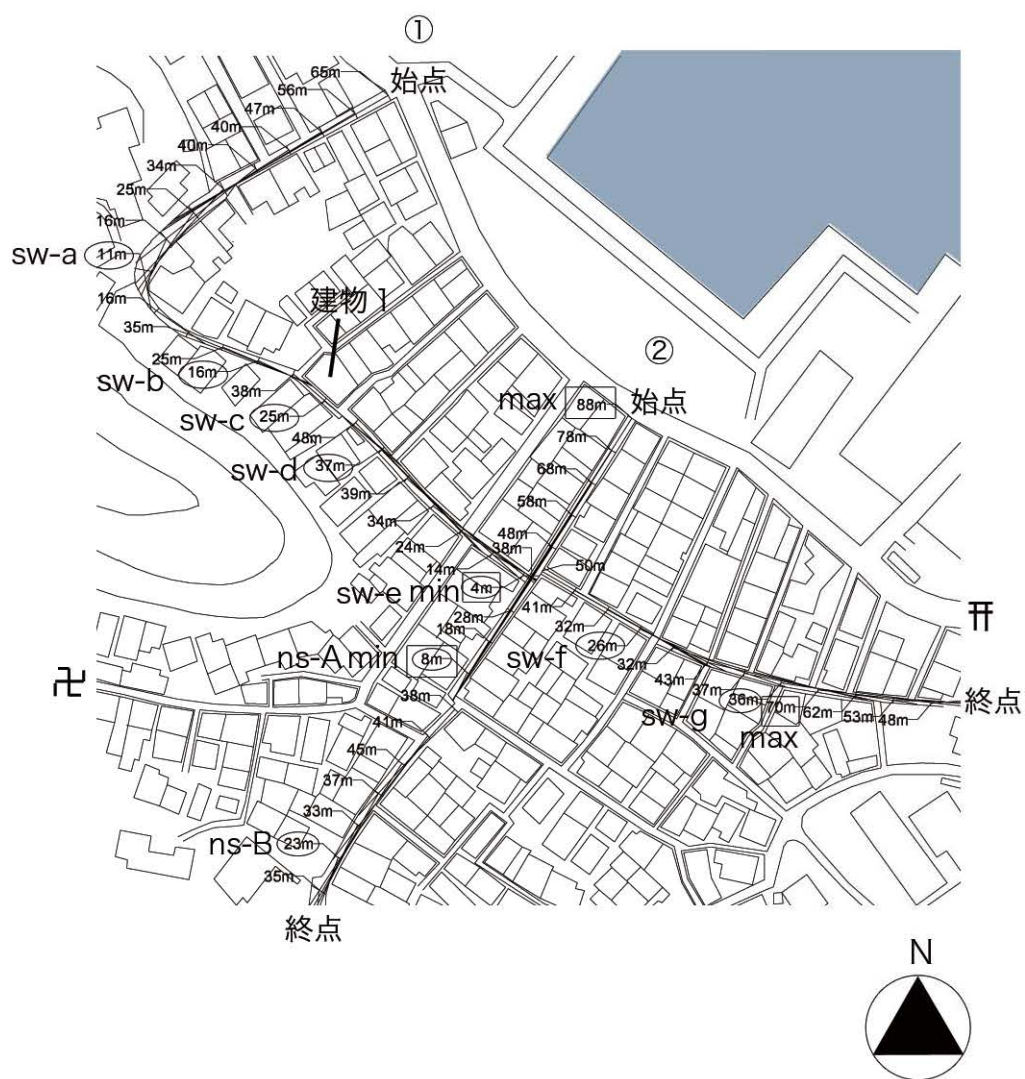 ①
始点
65m
56m
47m
40m
40m
34m
25m
16m
sw-a 11m
16m
35m
25m
sw-b 16m
38m
sw-c 25m
48m
sw-d 37m
39m
34m
24m
14m
sw-e min 4m
建物 1
②
始点
max 88m
78m
68m
58m
48m
38m
50m
41m
32m
sw-f 26m
32m
43m
37m
sw-g 36m
70m
max
62m
53m
48m
終点
28m
18m
ns-A min 8m
38m
41m
45m
37m
33m
ns-B 23m
35m
終点
卍
N